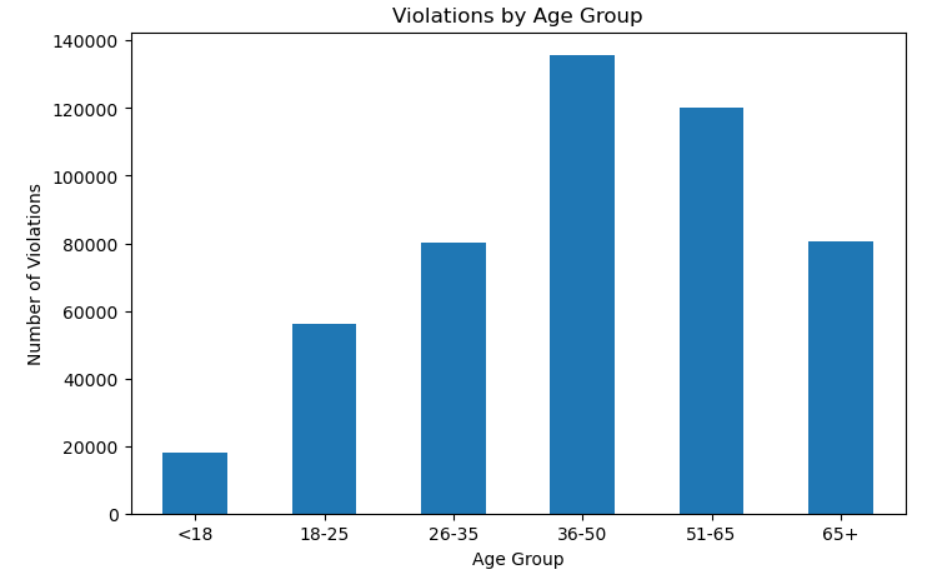 Violations by Age Group
Number of Violations
140000
120000
100000
80000
60000
40000
20000
0
<18 18-25 26-35 36-50 51-65 65+
Age Group